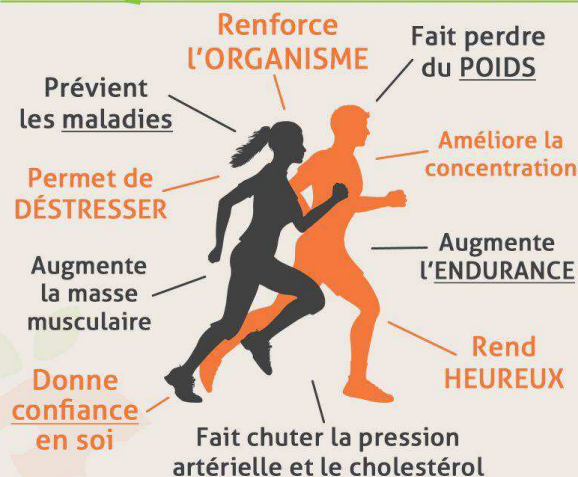 Renforce
l'ORGANISME
Fait perdre
du POIDS
Prévient
les maladies
Améliore la
concentration
Permet de
DÉSTRESSER
Augmente
l'ENDURANCE
Augmente
la masse
musculaire
Rend
HEUREUX
Donne
confiance
en soi
Fait chuter la pression
artérielle et le cholestérol